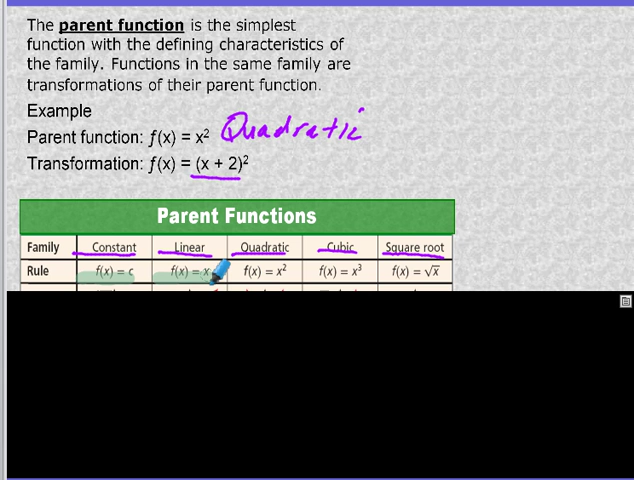 The parent function is the simplest
function with the defining characteristics of
the family. Functions in the same family are
transformations of their parent function.
Example
Parent function: f(x) = x² Quadratic
Transformation: f(x) = (x + 2)²
Parent Functions
Family Constant Linear Quadratic Cubic Square root
Rule f(x) = c f(x) = x f(x) = x² f(x) = x³ f(x) = √x